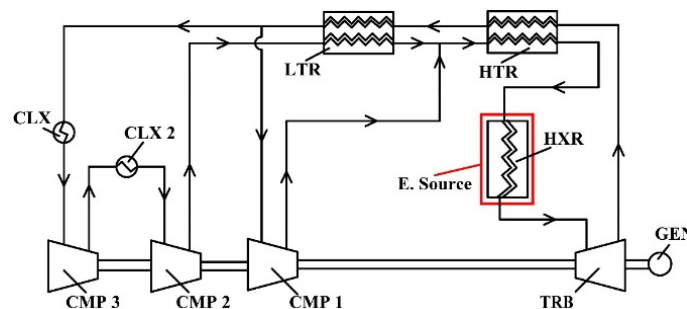 LTR
HTR
CLX
CLX 2
HXR
E. Source
GEN
CMP 3
CMP 2
CMP 1
TRB